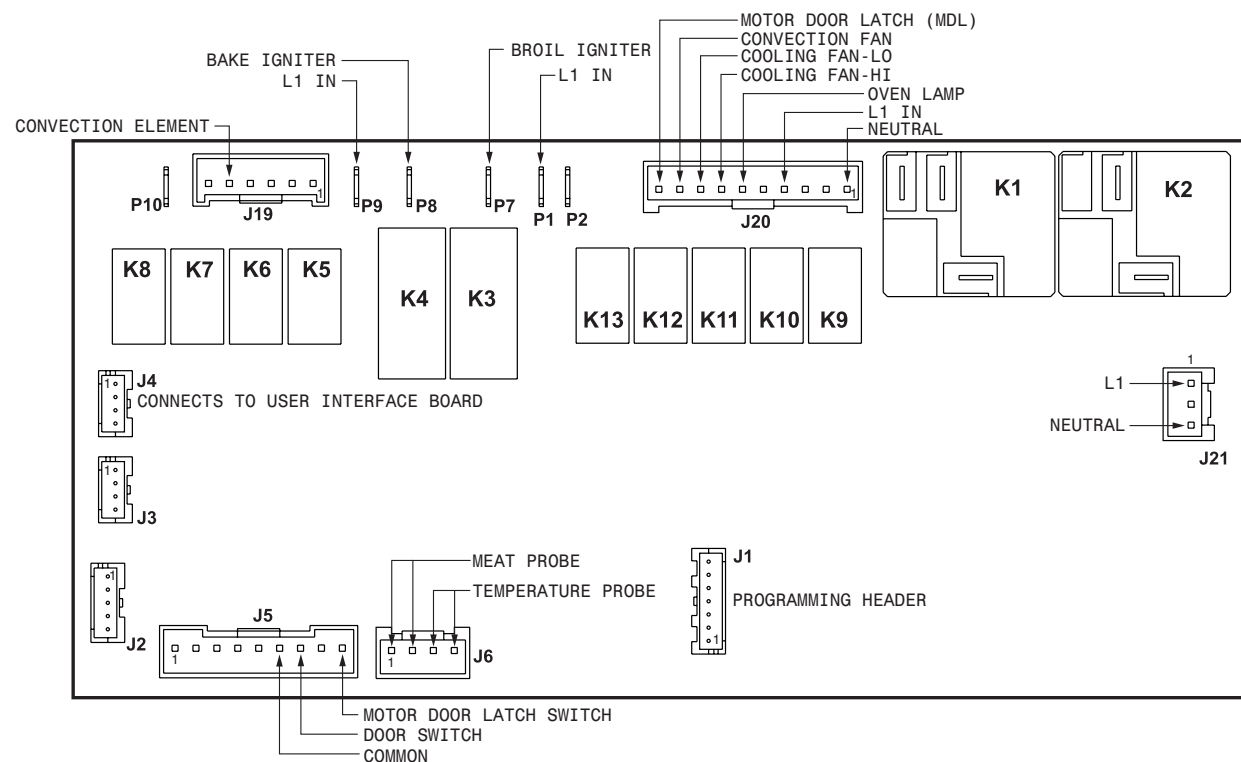 MOTOR DOOR LATCH (MDL)
CONVECTION FAN
COOLING FAN-LO
COOLING FAN-HI
OVEN LAMP
L1 IN
NEUTRAL
BROIL IGNITER
L1 IN
BAKE IGNITER
L1 IN
CONVECTION ELEMENT
P10
1
J19
P9
P8
P7
P1
P2
1
J20
K1
K2
K8
K7
K6
K5
K4
K3
K13
K12
K11
K10
K9
J4
1
CONNECTS TO USER INTERFACE BOARD
1
L1
NEUTRAL
J21
1
J3
1
J2
J5
1
MEAT PROBE
TEMPERATURE PROBE
1
J6
J1
PROGRAMMING HEADER
1
MOTOR DOOR LATCH SWITCH
DOOR SWITCH
COMMON